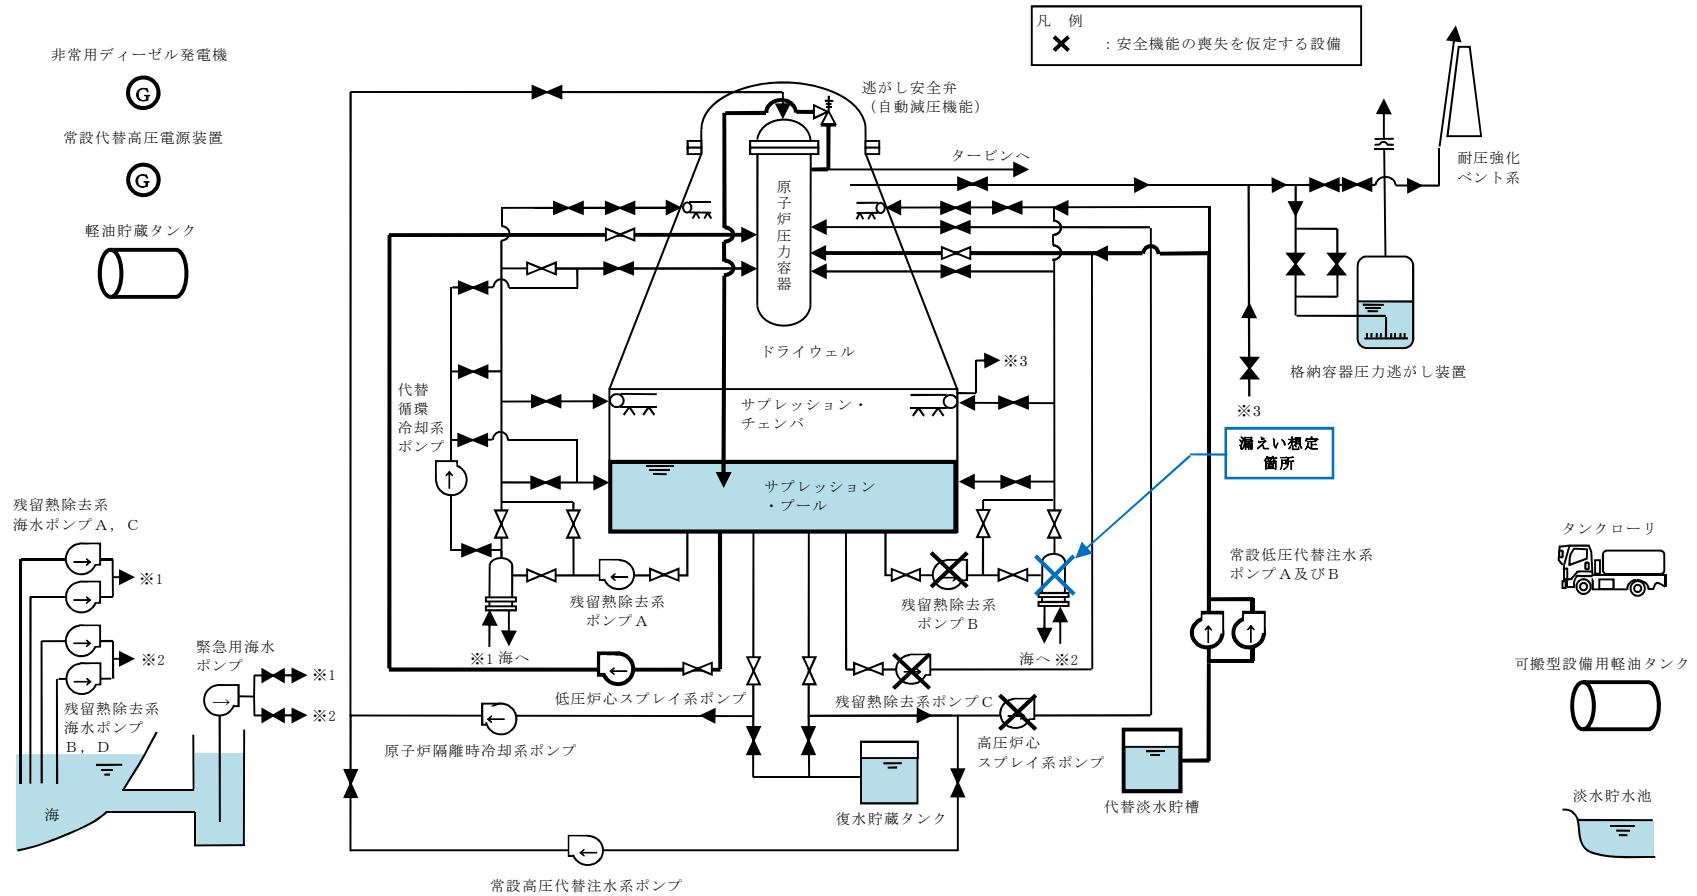 凡　例
：安全機能の喪失を仮定する設備
非常用ディーゼル発電機
G
常設代替高圧電源装置
G
軽油貯蔵タンク
逃がし安全弁
（自動減圧機能）
タービンへ
原子炉圧力容器
耐圧強化
ベント系
ドライウェル
※3
格納容器圧力逃がし装置
※3
代替
循環
冷却系
ポンプ
サプレッション・
チェンバ
漏えい想定
箇所
サプレッション
・プール
残留熱除去系
海水ポンプA，C
※1
※2
残留熱除去系
海水ポンプ
B，D
緊急用海水
ポンプ
※1
※2
海
残留熱除去系
ポンプA
※1
海へ
残留熱除去系
ポンプB
海へ
※2
常設低圧代替注水系
ポンプA及びB
タンクローリ
低圧炉心スプレイ系ポンプ
残留熱除去系ポンプC
可搬型設備用軽油タンク
原子炉隔離時冷却系ポンプ
高圧炉心
スプレイ系ポンプ
復水貯蔵タンク
代替淡水貯槽
淡水貯水池
常設高圧代替注水系ポンプ